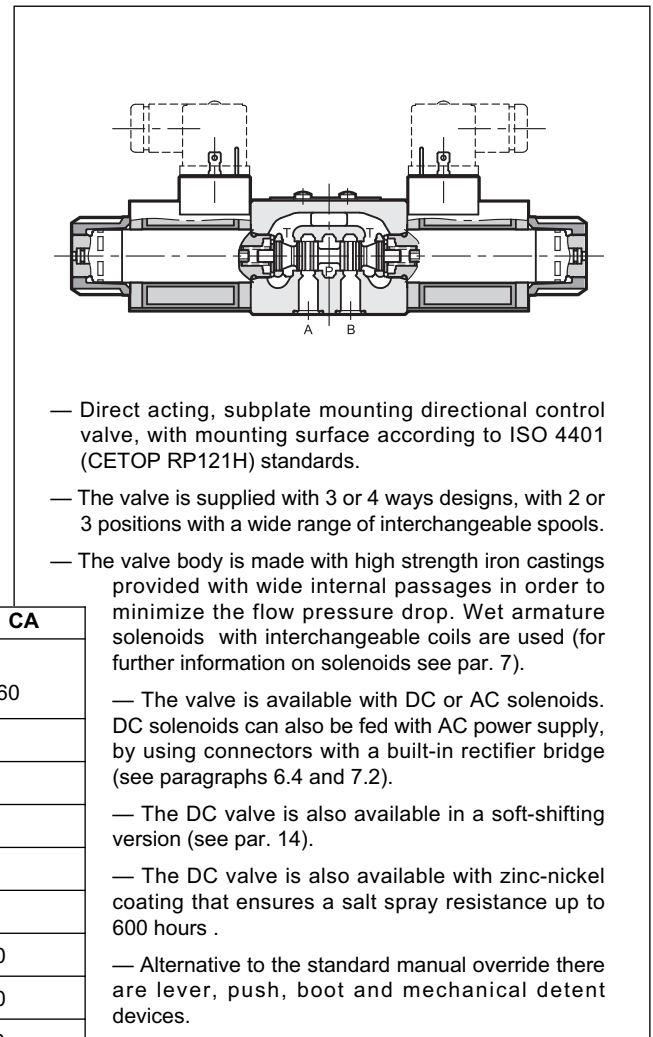 T P T
A B
— Direct acting, subplate mounting directional control
valve, with mounting surface according to ISO 4401
(CETOP RP121H) standards.
— The valve is supplied with 3 or 4 ways designs, with 2 or
3 positions with a wide range of interchangeable spools.
— The valve body is made with high strength iron castings
provided with wide internal passages in order to
minimize the flow pressure drop. Wet armature
solenoids with interchangeable coils are used (for
further information on solenoids see par. 7).
— The valve is available with DC or AC solenoids.
DC solenoids can also be fed with AC power supply,
by using connectors with a built-in rectifier bridge
(see paragraphs 6.4 and 7.2).
— The DC valve is also available in a soft-shifting
version (see par. 14).
— The DC valve is also available with zinc-nickel
coating that ensures a salt spray resistance up to
600 hours .
— Alternative to the standard manual override there
are lever, push, boot and mechanical detent
devices.
CA
60
0
0